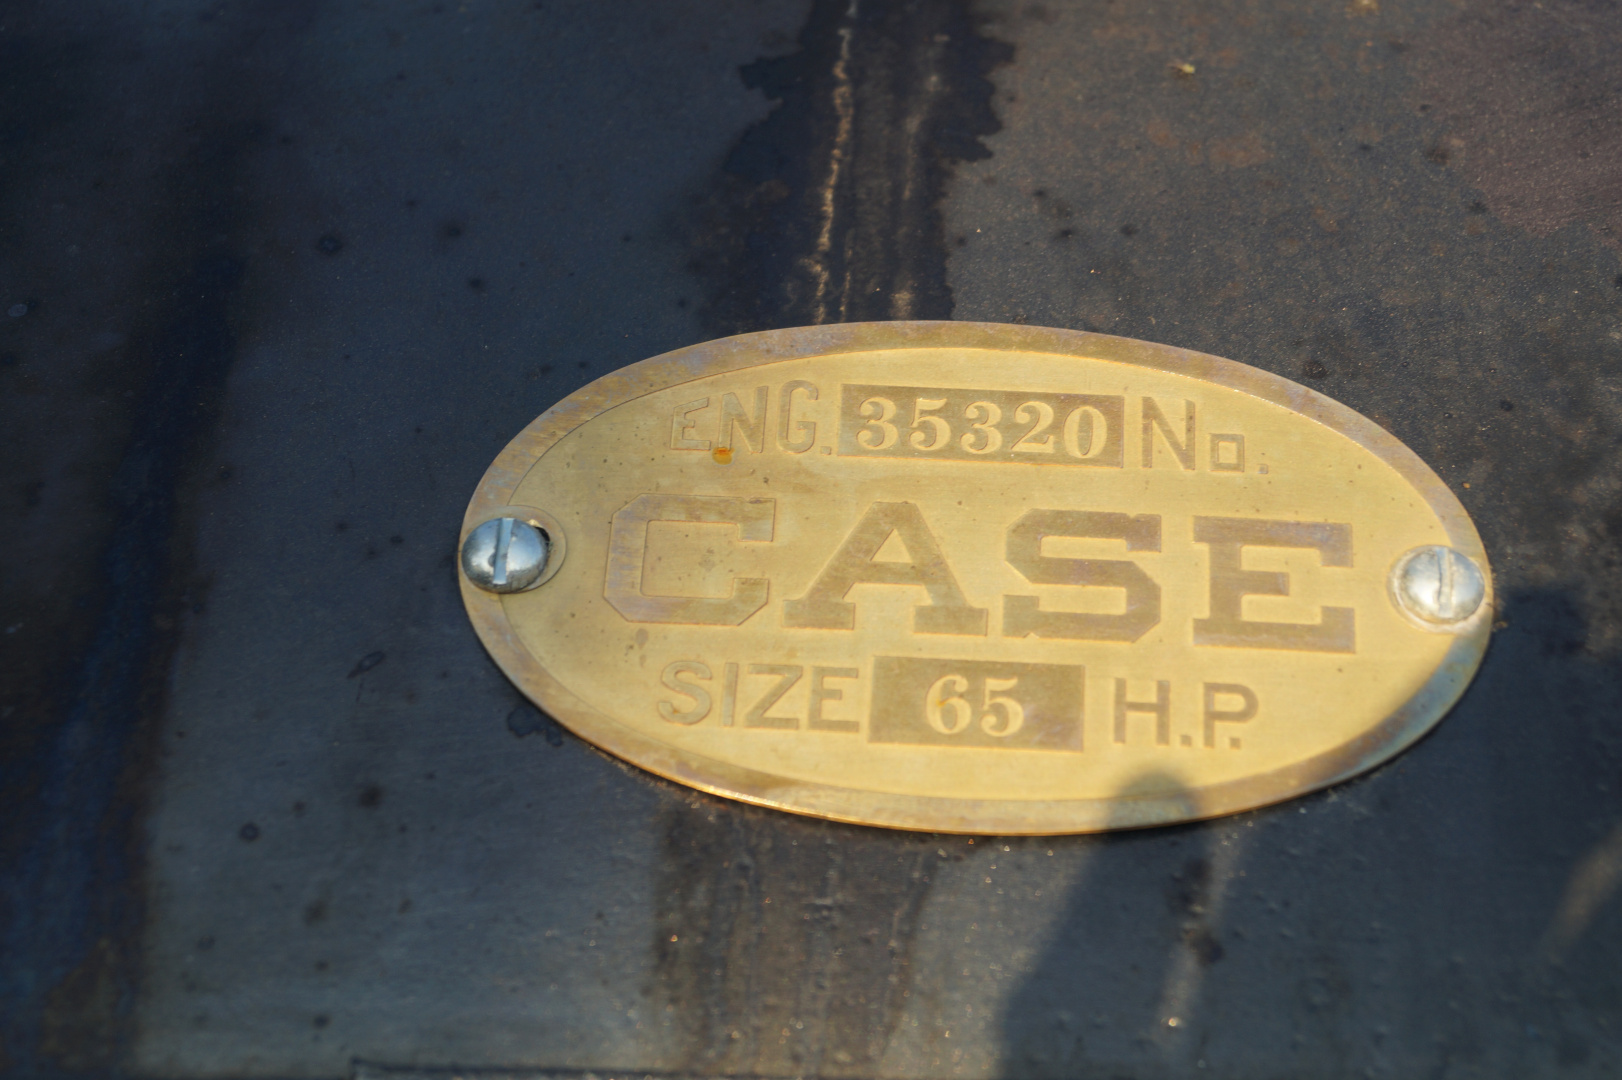 ENG. 35320 No.
CASE
SIZE 65 H.P.